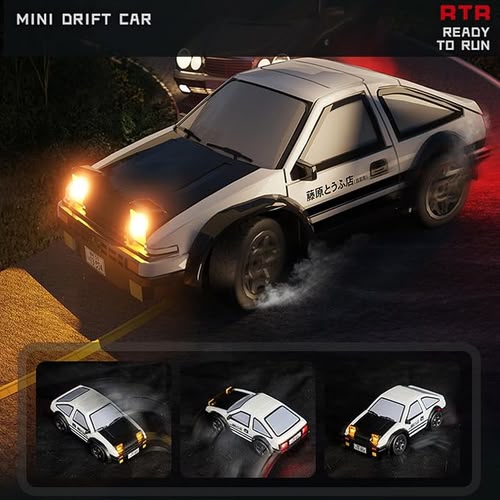 MINI DRIFT CAR
RTR
READY
TO RUN
藤原とうふ店